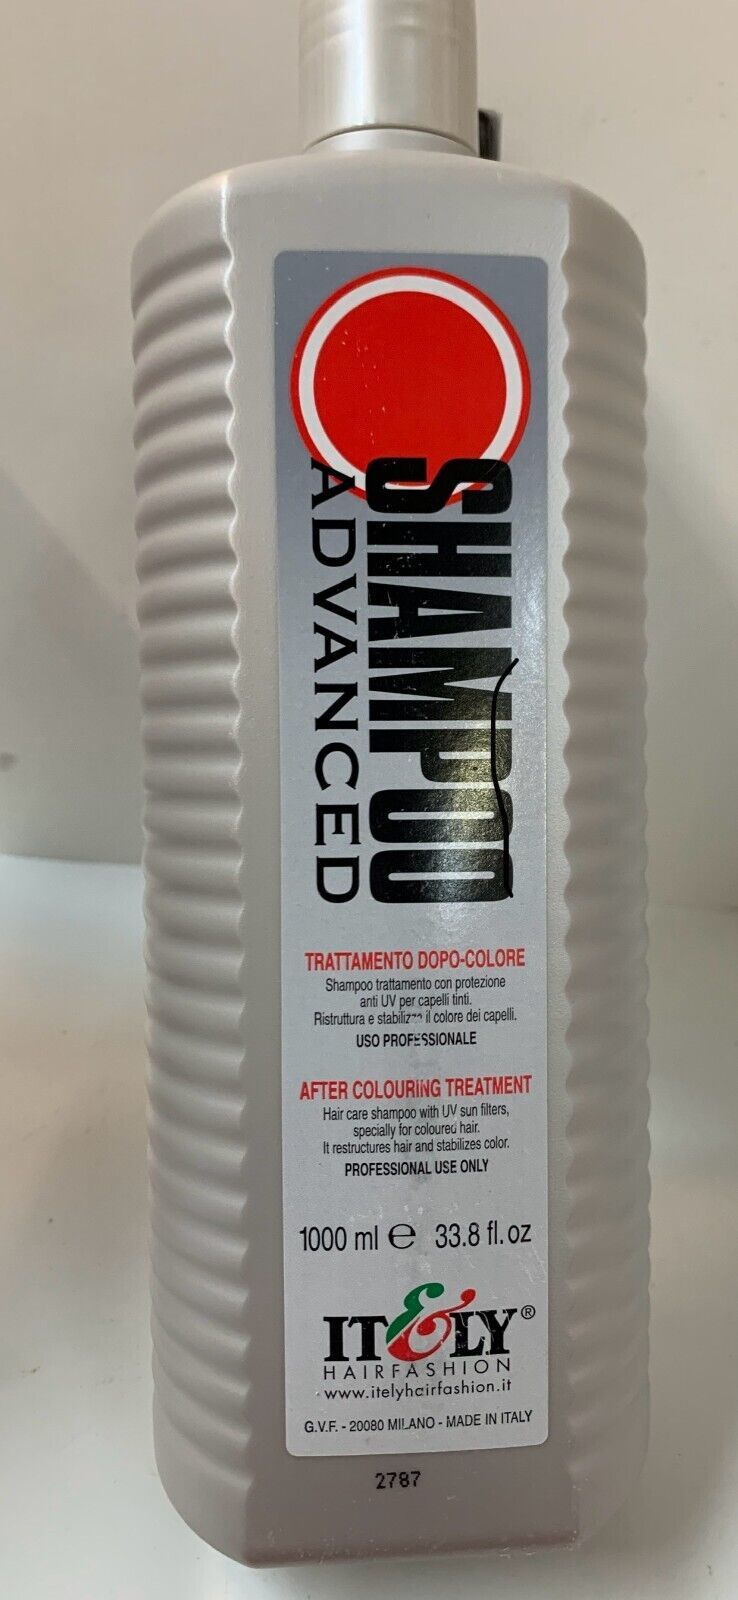 SHAMPOO
ADVANCED
TRATTAMENTO DOPO-COLORE
Shampoo trattamento con protezione
anti UV per capelli tinti.
Ristruttura e stabilizza il colore dei capelli.
USO PROFESSIONALE
AFTER COLOURING TREATMENT
Hair care shampoo with UV sun filters,
specially for coloured hair.
It restructures hair and stabilizes color.
PROFESSIONAL USE ONLY
1000 ml ℮ 33.8 fl.oz
IT&LY®
HAIRFASHION
www.itelyhairfashion.it
G.V.F. - 20080 MILANO - MADE IN ITALY
2787